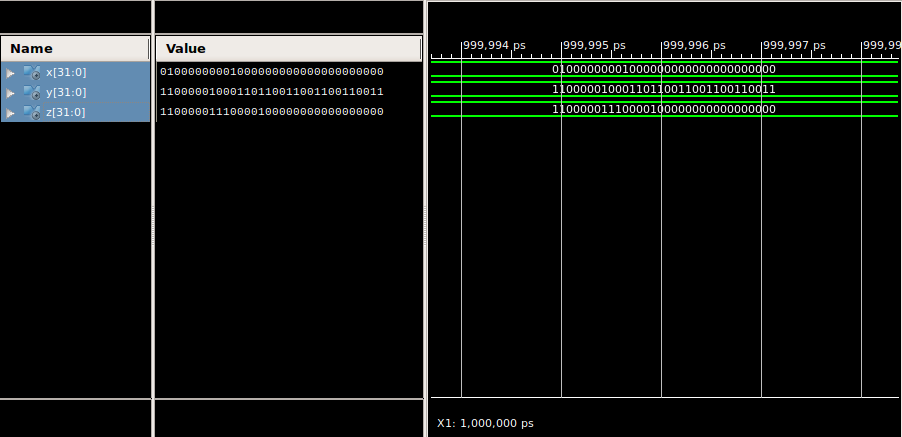 Name
Value
999,994 ps
999,995 ps
999,996 ps
999,997 ps
999,99
x[31:0]
01000000001000000000000000000000
01000000001000000000000000000000
y[31:0]
11000001000110110011001100110011
11000001000110110011001100110011
z[31:0]
11000001110000100000000000000000
11000001110000100000000000000000
X1: 1,000,000 ps